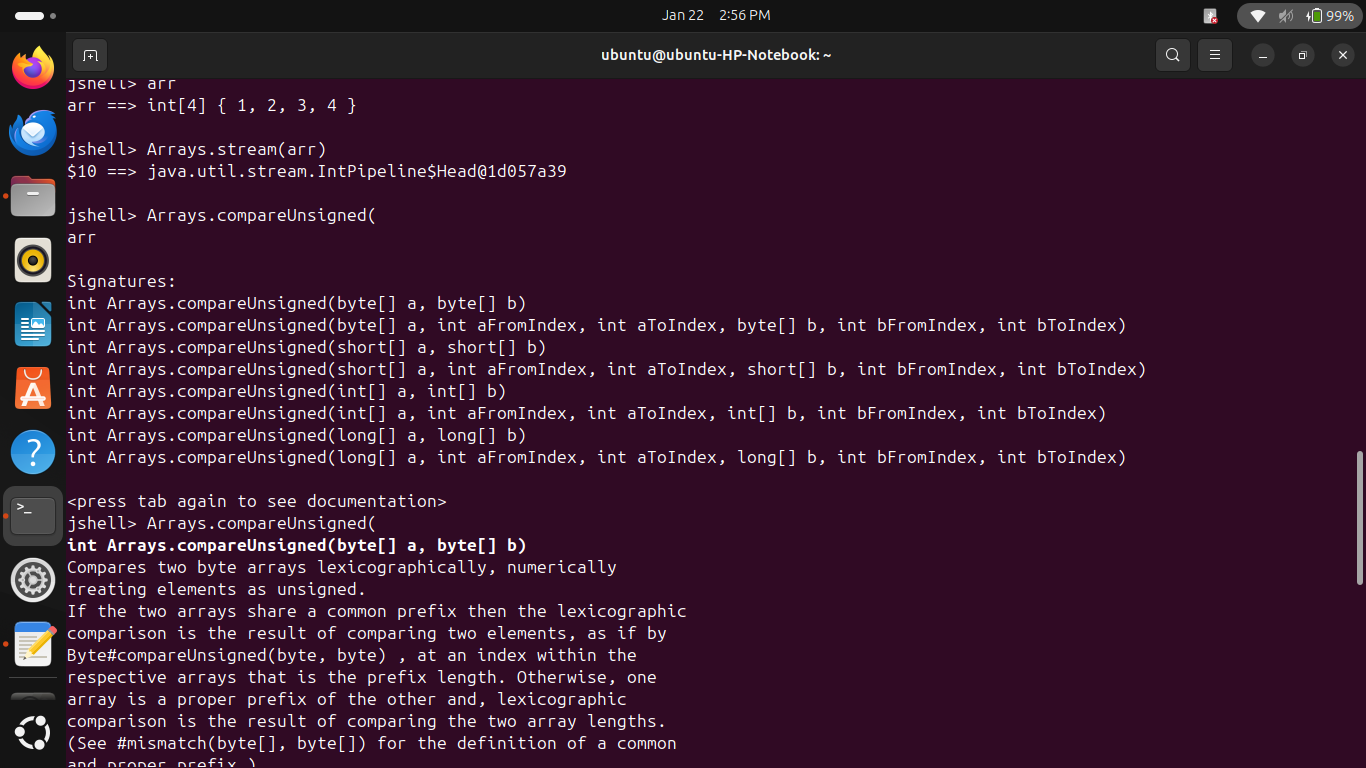 Jan 22 2:56 PM
99%
ubuntu@ubuntu-HP-Notebook: ~
jshell> arr
arr ==> int[4] { 1, 2, 3, 4 }
jshell> Arrays.stream(arr)
$10 ==> java.util.stream.IntPipeline$Head@1d057a39
jshell> Arrays.compareUnsigned(
arr
Signatures:
int Arrays.compareUnsigned(byte[] a, byte[] b)
int Arrays.compareUnsigned(byte[] a, int aFromIndex, int aToIndex, byte[] b, int bFromIndex, int bToIndex)
int Arrays.compareUnsigned(short[] a, short[] b)
int Arrays.compareUnsigned(short[] a, int aFromIndex, int aToIndex, short[] b, int bFromIndex, int bToIndex)
int Arrays.compareUnsigned(int[] a, int[] b)
int Arrays.compareUnsigned(int[] a, int aFromIndex, int aToIndex, int[] b, int bFromIndex, int bToIndex)
int Arrays.compareUnsigned(long[] a, long[] b)
int Arrays.compareUnsigned(long[] a, int aFromIndex, int aToIndex, long[] b, int bFromIndex, int bToIndex)
<press tab again to see documentation>
jshell> Arrays.compareUnsigned(
int Arrays.compareUnsigned(byte[] a, byte[] b)
Compares two byte arrays lexicographically, numerically
treating elements as unsigned.
If the two arrays share a common prefix then the lexicographic
comparison is the result of comparing two elements, as if by
Byte#compareUnsigned(byte, byte) , at an index within the
respective arrays that is the prefix length. Otherwise, one
array is a proper prefix of the other and, lexicographic
comparison is the result of comparing the two array lengths.
(See #mismatch(byte[], byte[]) for the definition of a common
and proper prefix.)